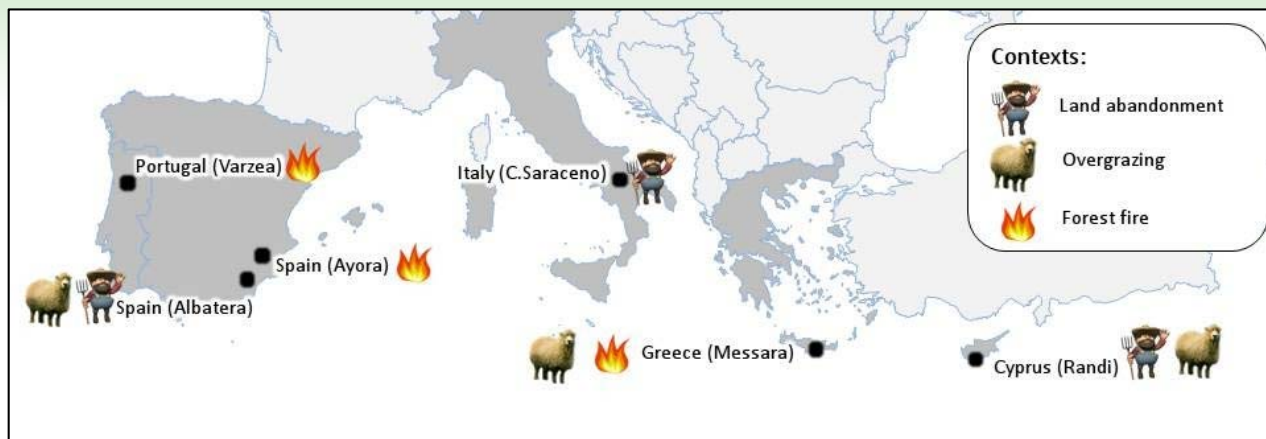 Contexts:
Land abandonment
Overgrazing
Forest fire
Portugal (Varzea)
Italy (C.Saraceno)
Spain (Ayora)
Spain (Albatera)
Greece (Messara)
Cyprus (Randi)